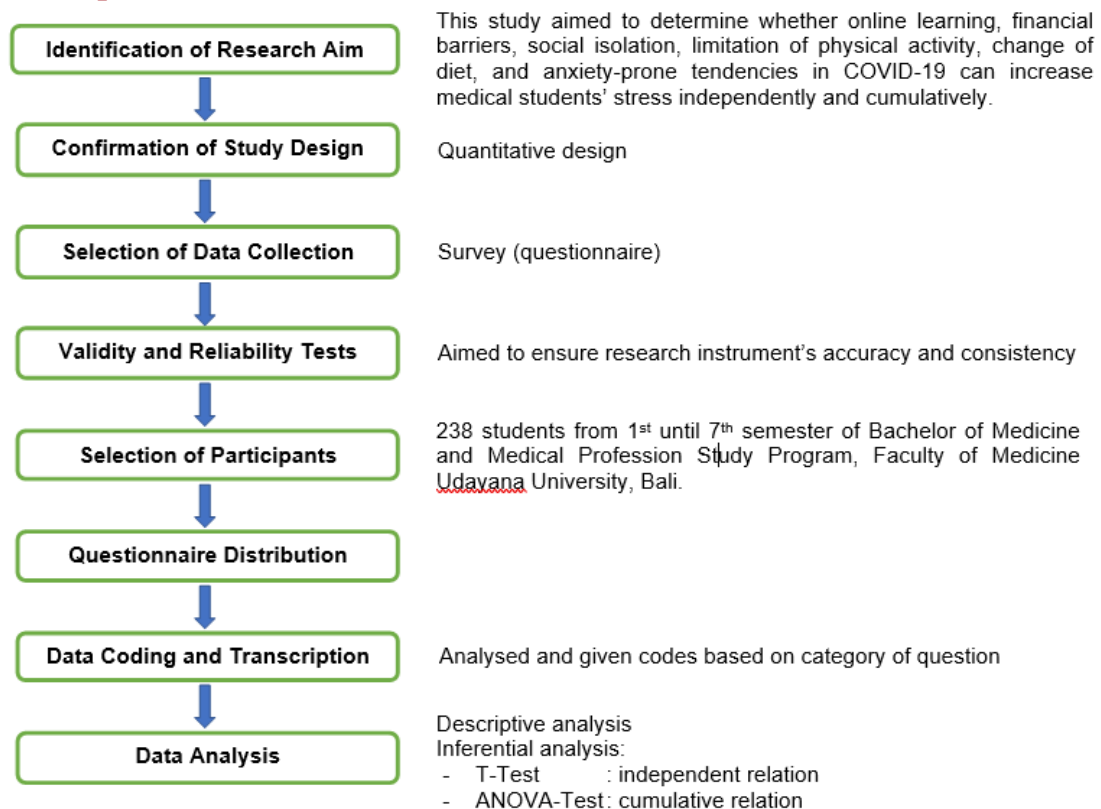 Identification of Research Aim
This study aimed to determine whether online learning, financial
barriers, social isolation, limitation of physical activity, change of
diet, and anxiety-prone tendencies in COVID-19 can increase
medical students’ stress independently and cumulatively.
Confirmation of Study Design
Quantitative design
Selection of Data Collection
Survey (questionnaire)
Validity and Reliability Tests
Aimed to ensure research instrument’s accuracy and consistency
Selection of Participants
238 students from 1st until 7th semester of Bachelor of Medicine
and Medical Profession Study Program, Faculty of Medicine
Udayana University, Bali.
Questionnaire Distribution
Data Coding and Transcription
Analysed and given codes based on category of question
Data Analysis
Descriptive analysis
Inferential analysis:
- T-Test : independent relation
- ANOVA-Test : cumulative relation